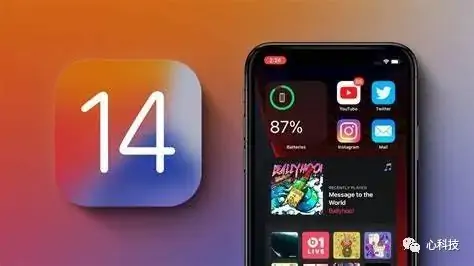 14
2:26
87%
Batteries
YouTube
Twitter
Instagram
Mail
BALLYHOO!
RECENTLY PLAYED
Message to the
World
Ballyhoo!
1
LIVE
心科技